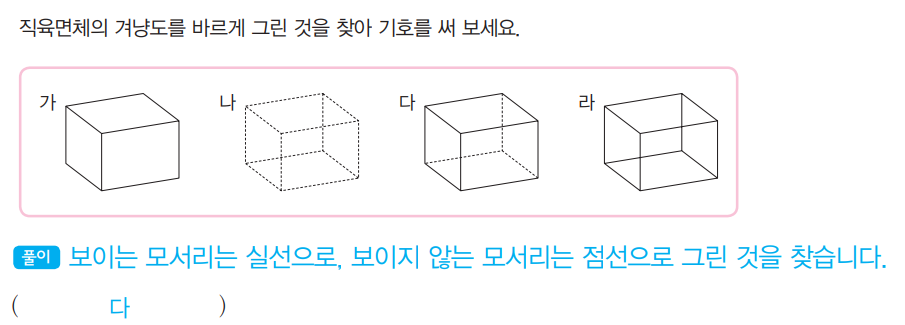 직육면체의 겨냥도를 바르게 그린 것을 찾아 기호를 써 보세요.
가 나 다 라
풀이 보이는 모서리는 실선으로, 보이지 않는 모서리는 점선으로 그린 것을 찾습니다.
( 다 )